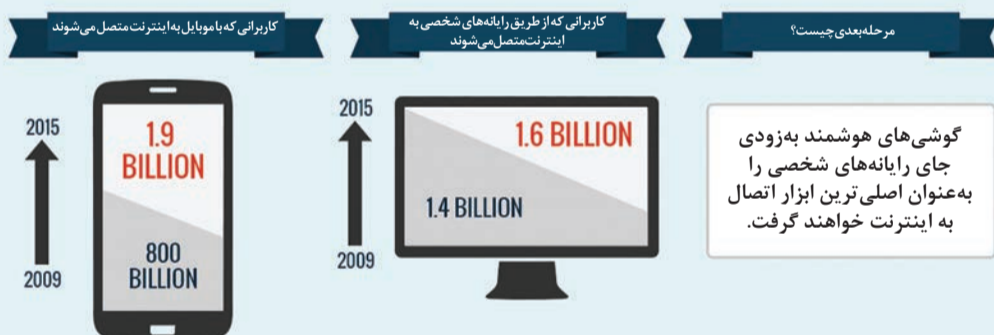 مرحله‌بعدی‌چیست؟
گوشی‌های هوشمند به‌زودی
جای رایانه‌های شخصی را
به‌عنوان اصلی‌ترین ابزار اتصال
به اینترنت خواهند گرفت.
کاربرانی که از طریق رایانه‌های شخصی به
اینترنت‌متصل‌می‌شوند
2015
1.6 BILLION
1.4 BILLION
2009
کاربرانی که با موبایل به اینترنت متصل می‌شوند
2015
1.9
BILLION
800
BILLION
2009